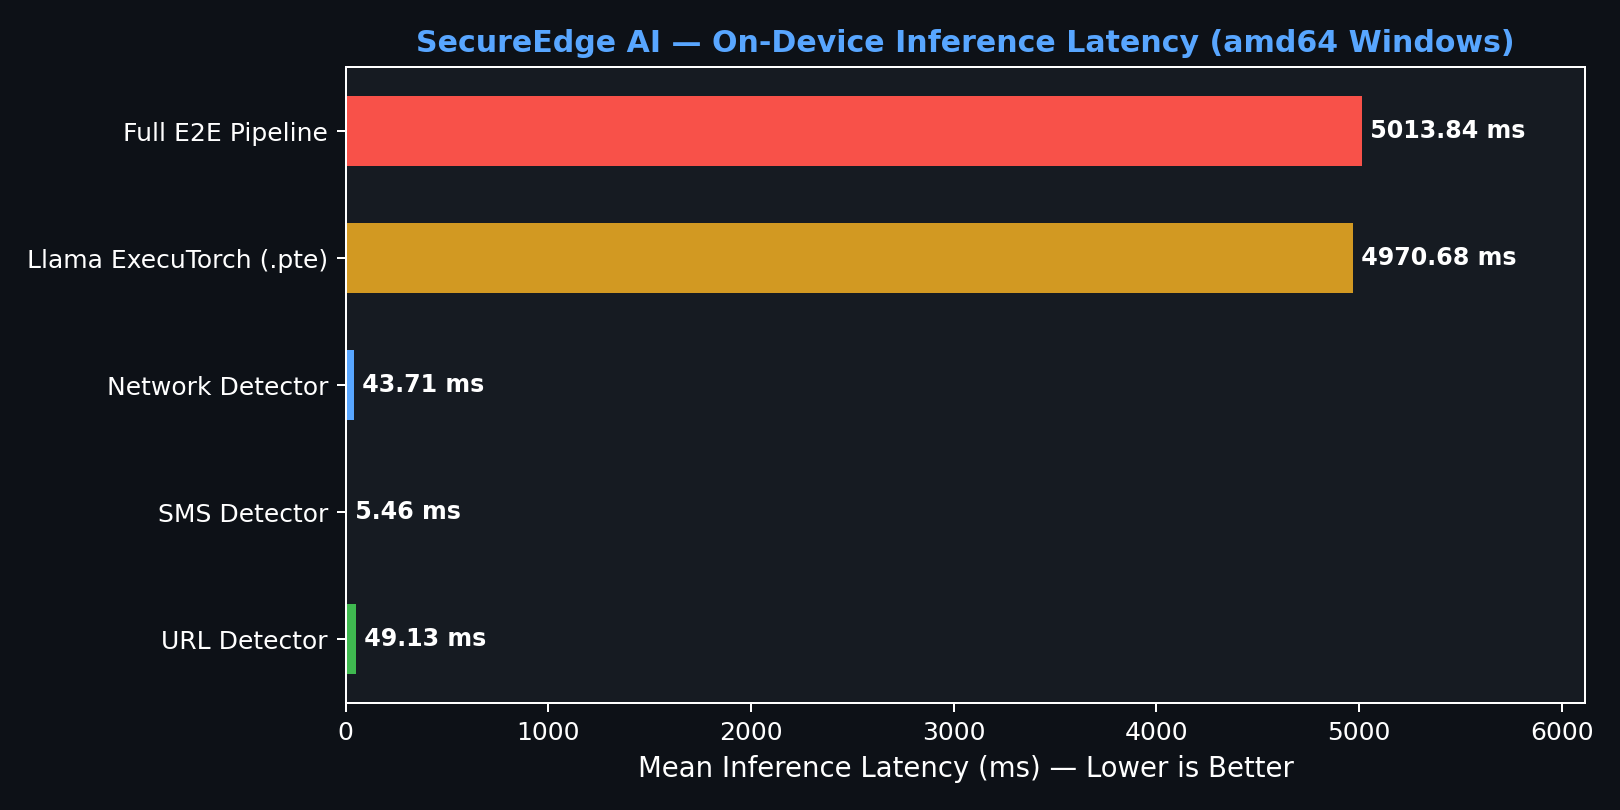 SecureEdge AI — On-Device Inference Latency (amd64 Windows)
Full E2E Pipeline
5013.84 ms
Llama ExecuTorch (.pte)
4970.68 ms
Network Detector
43.71 ms
SMS Detector
5.46 ms
URL Detector
49.13 ms
0 1000 2000 3000 4000 5000 6000
Mean Inference Latency (ms) — Lower is Better